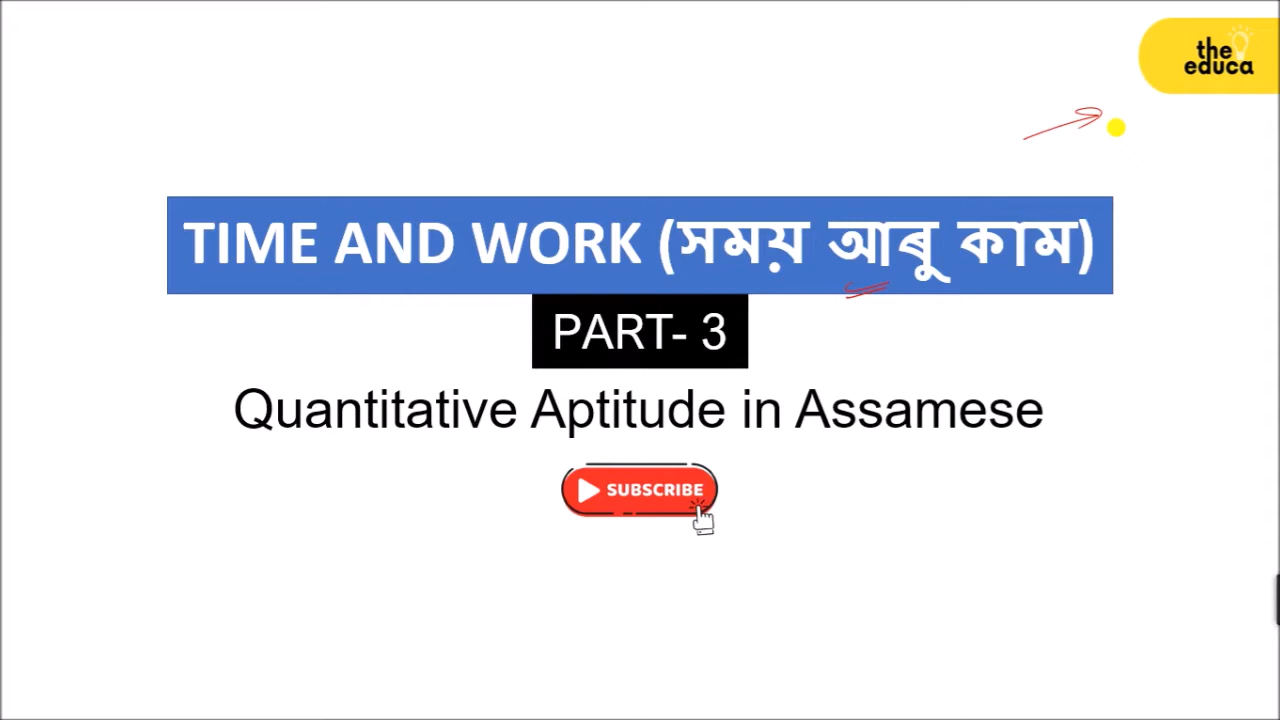 the
educa
TIME AND WORK (সময় আৰু কাম)
PART- 3
Quantitative Aptitude in Assamese
SUBSCRIBE